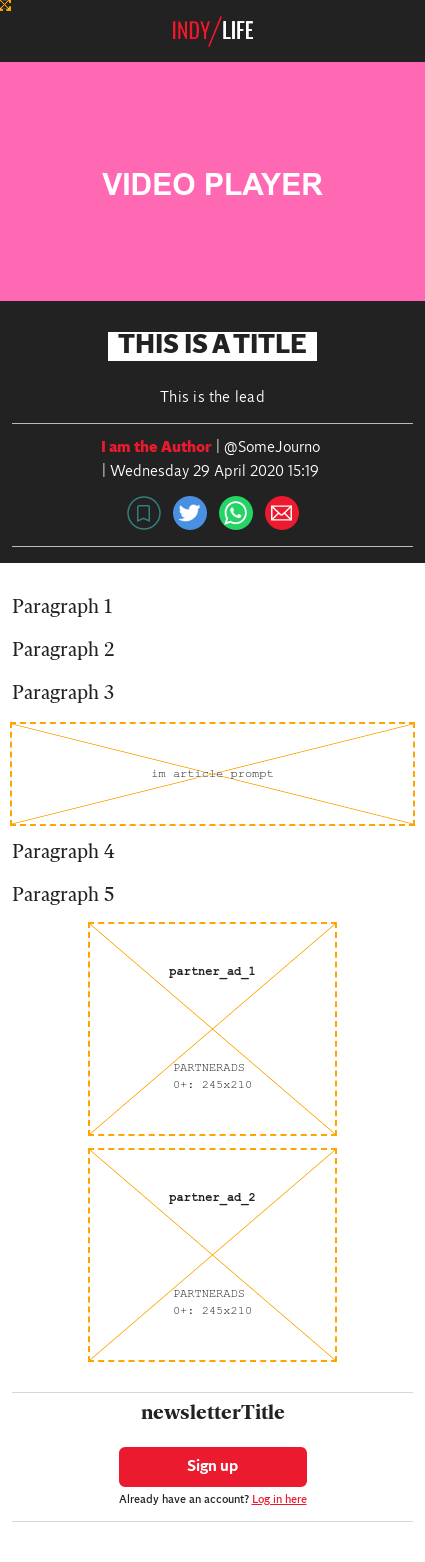 INDY/LIFE
VIDEO PLAYER
THIS IS A TITLE
This is the lead
I am the Author | @SomeJourno
| Wednesday 29 April 2020 15:19
Paragraph 1
Paragraph 2
Paragraph 3
im article prompt
Paragraph 4
Paragraph 5
partner_ad_1
PARTNERADS
0+: 245x210
partner_ad_2
PARTNERADS
0+: 245x210
newsletterTitle
Sign up
Already have an account? Log in here